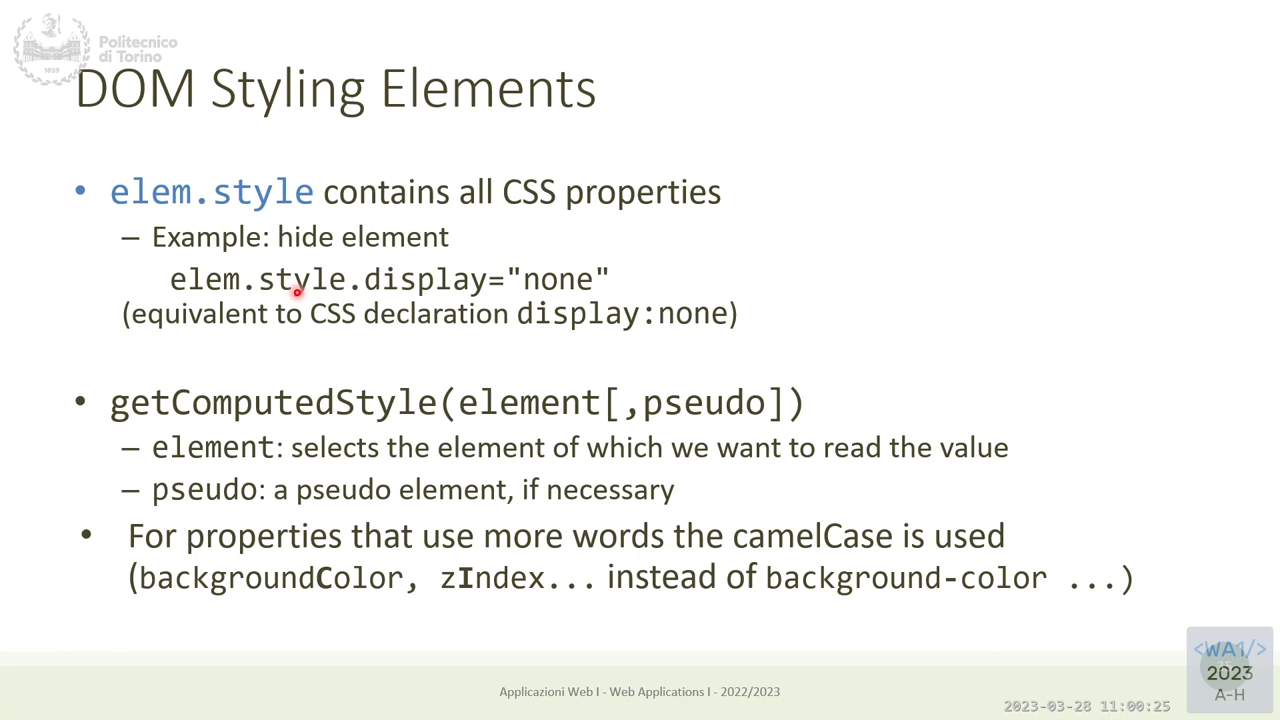 Politecnico
di Torino
1859
DOM Styling Elements
• elem.style contains all CSS properties
– Example: hide element
elem.style.display="none"
(equivalent to CSS declaration display:none)
• getComputedStyle(element[,pseudo])
– element: selects the element of which we want to read the value
– pseudo: a pseudo element, if necessary
• For properties that use more words the camelCase is used
(backgroundColor, zIndex... instead of background-color ...)
Applicazioni Web I - Web Applications I - 2022/2023
<WA1/>
2023
A-H
2023-03-28 11:00:25